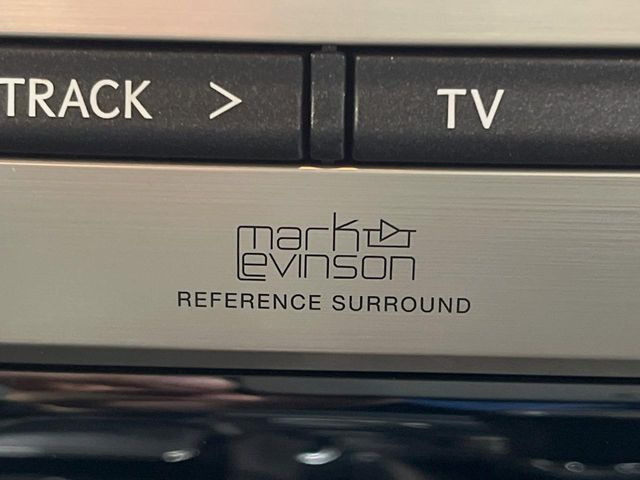 TRACK >
TV
mark
Levinson
REFERENCE SURROUND